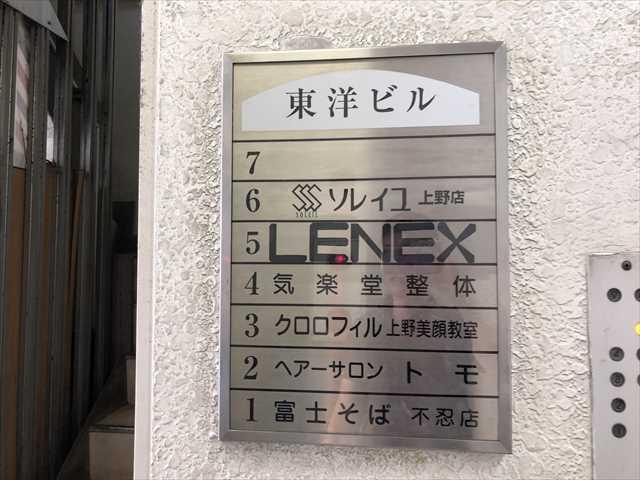 東洋ビル
7
6 SOLEIL ソレイユ 上野店
5 LENEX
4 気楽堂整体
3 クロロフィル 上野美顔教室
2 ヘアーサロン トモ
1 富士そば 不忍店